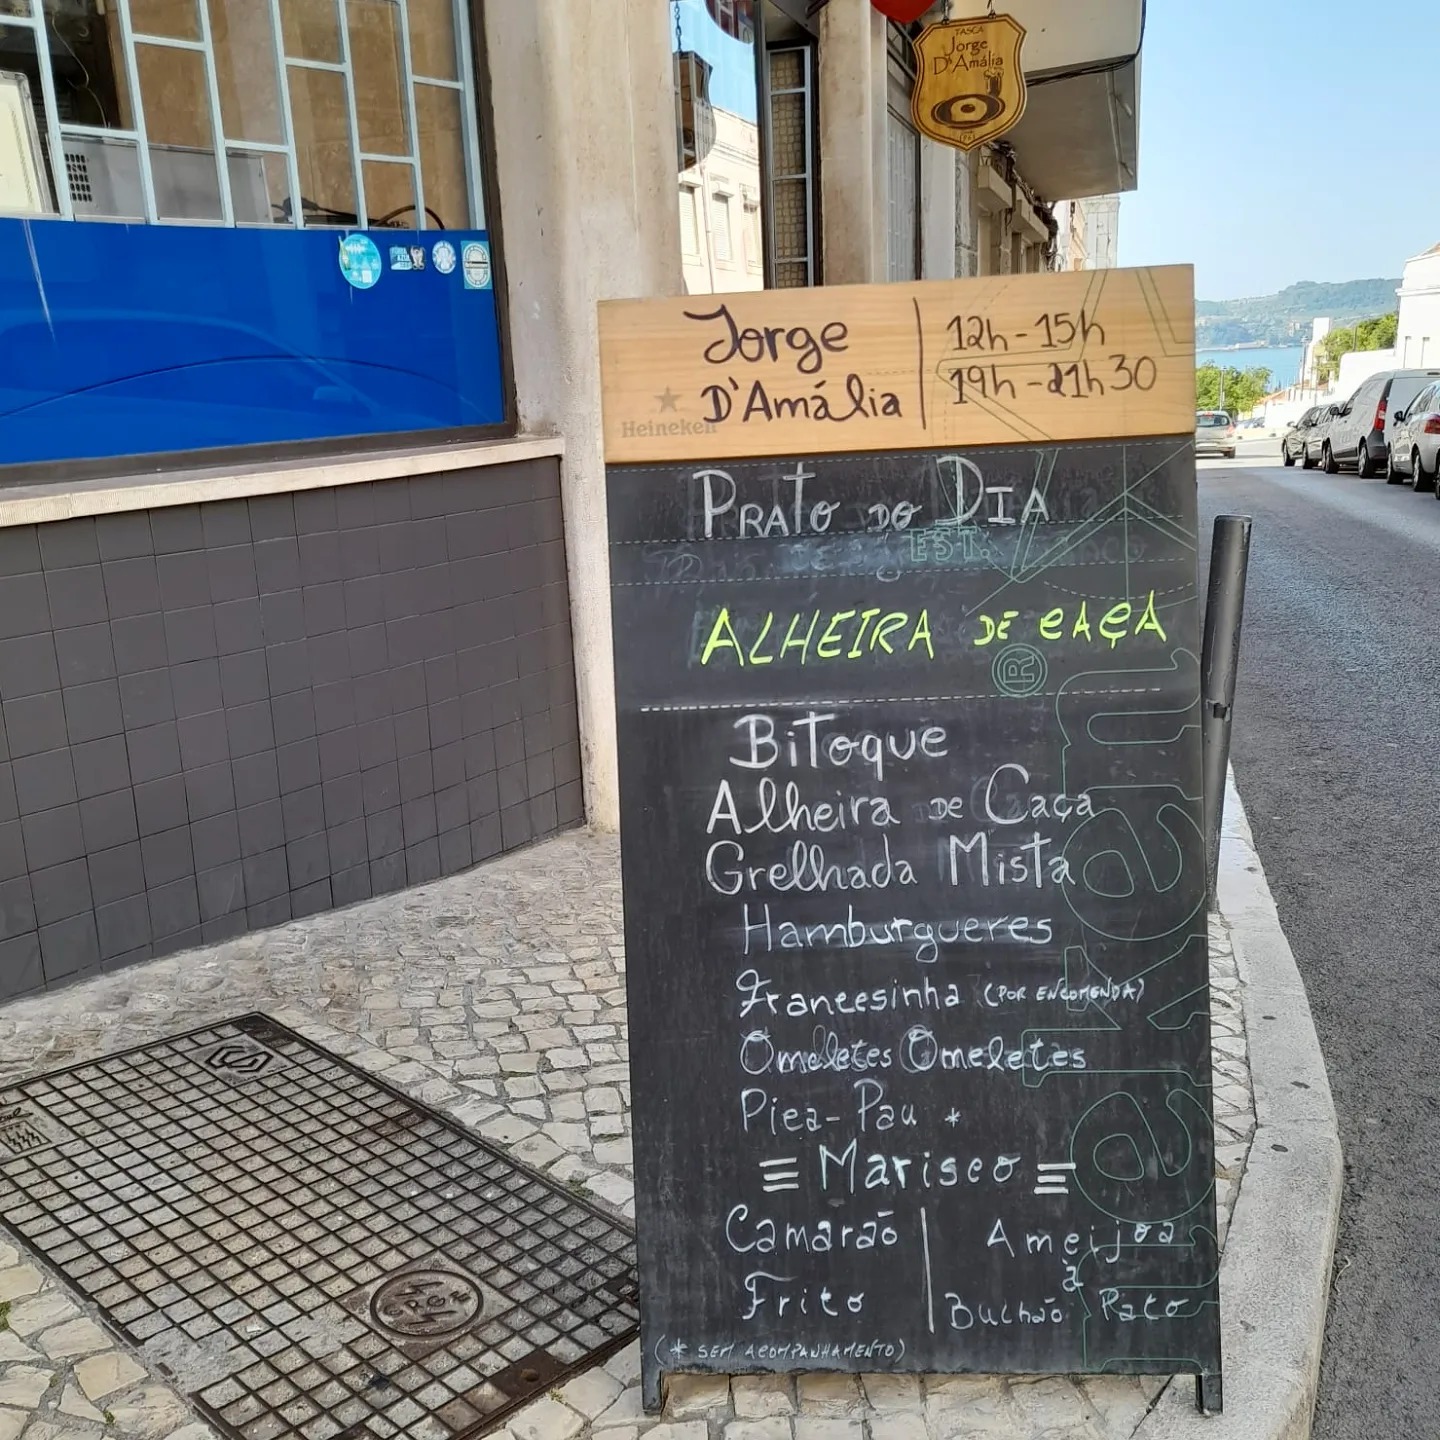 TASCA
Jorge
D'Amália
Jorge
D'Amália
12h-15h
19h-21h30
Heineken
PRATO DO DIA
EST.
ALHEIRA DE CAÇA
®
Bitoque
Alheira de Caça
Grelhada Mista
Hamburgueres
Francesinha (POR ENCOMENDA)
Omeletes Omeletes
Pica-Pau *
≡ Marisco ≡
Camarão
Frito
Ameijoa
à
Bulhão Pato
(* SEM ACOMPANHAMENTO)
Heineken